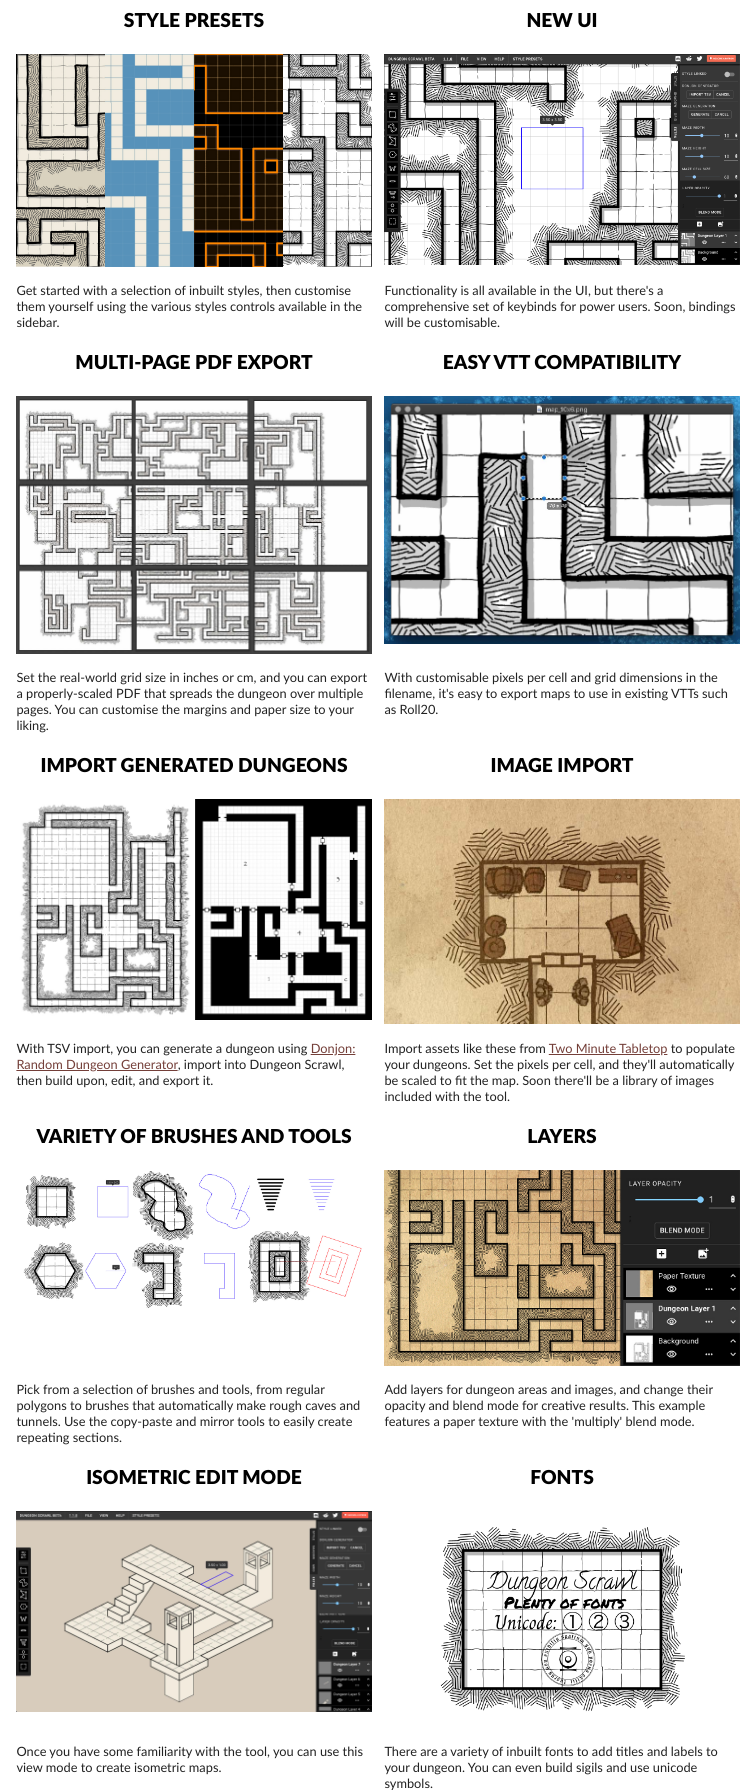 STYLE PRESETS
Get started with a selection of inbuilt styles, then customise
them yourself using the various styles controls available in the
sidebar.
NEW UI
DUNGEON SCRAWL BETA
FILE
VIEW
HELP
STYLE PRESETS
BLEND MODE
Dungeon Layer 1
Background
Functionality is all available in the UI, but there's a
comprehensive set of keybinds for power users. Soon, bindings
will be customisable.
MULTI-PAGE PDF EXPORT
Set the real-world grid size in inches or cm, and you can export
a properly-scaled PDF that spreads the dungeon over multiple
pages. You can customise the margins and paper size to your
liking.
EASY VTT COMPATIBILITY
With customisable pixels per cell and grid dimensions in the
filename, it's easy to export maps to use in existing VTTs such
as Roll20.
IMPORT GENERATED DUNGEONS
With TSV import, you can generate a dungeon using Donjon:
Random Dungeon Generator, import into Dungeon Scrawl,
then build upon, edit, and export it.
IMAGE IMPORT
Import assets like these from Two Minute Tabletop to populate
your dungeons. Set the pixels per cell, and they'll automatically
be scaled to fit the map. Soon there'll be a library of images
included with the tool.
VARIETY OF BRUSHES AND TOOLS
Pick from a selection of brushes and tools, from regular
polygons to brushes that automatically make rough caves and
tunnels. Use the copy-paste and mirror tools to easily create
repeating sections.
LAYERS
LAYER OPACITY
1
BLEND MODE
Paper Texture
Dungeon Layer 1
Background
Add layers for dungeon areas and images, and change their
opacity and blend mode for creative results. This example
features a paper texture with the 'multiply' blend mode.
ISOMETRIC EDIT MODE
Once you have some familiarity with the tool, you can use this
view mode to create isometric maps.
FONTS
Dungeon Scrawl
PLENTY OF FONTS
Unicode: ① ② ③
There are a variety of inbuilt fonts to add titles and labels to
your dungeon. You can even build sigils and use unicode
symbols.